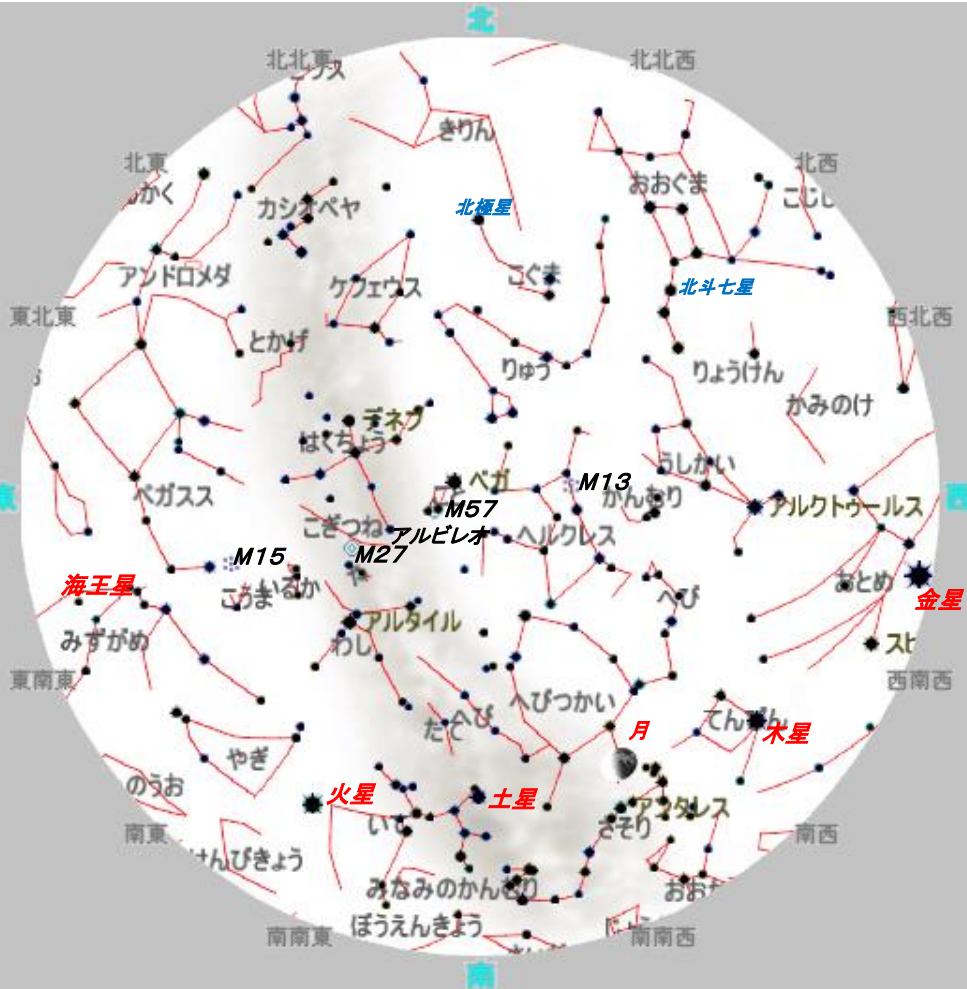 北
北北東
北北西
きりん
北東
北西
おおぐま
カシオペヤ
北極星
アンドロメダ
こぐま
ケフェウス
北斗七星
東北東
西北西
とかげ
りゅう
りょうけん
かみのけ
デネブ
はくちょう
うしかい
ベガ
M13
東
ペガスス
かんむり
西
こと
M57
アルクトゥールス
こぎつね
アルビレオ
ヘルクレス
M15
M27
や
海王星
いるか
こうま
へび
おとめ
金星
アルタイル
みずがめ
わし
東南東
西南西
へびつかい
たて
へび
てんびん
月
木星
やぎ
火星
土星
アンタレス
いて
さそり
南東
南西
けんびきょう
みなみのかんむり
ぼうえんきょう
南南東
南南西
南